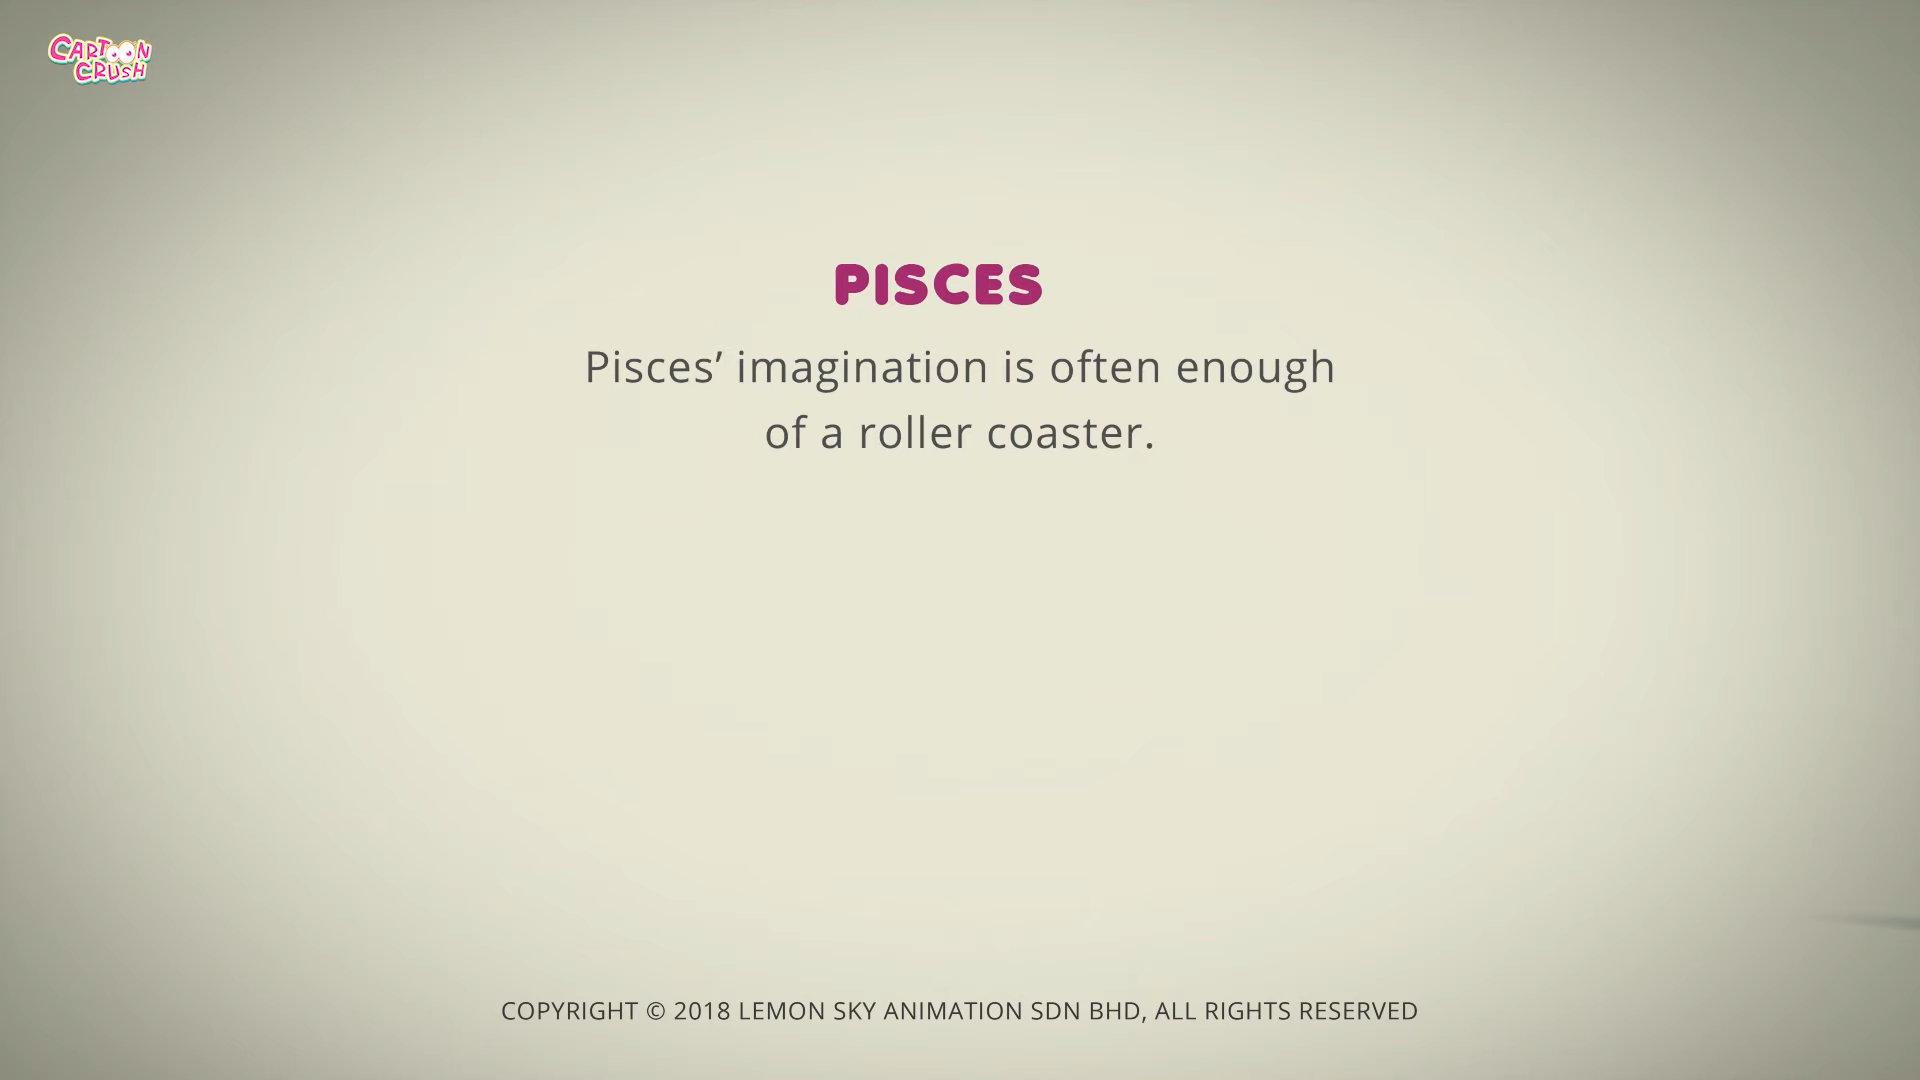 CARTOON
CRUSH
PISCES
Pisces’ imagination is often enough
of a roller coaster.
COPYRIGHT © 2018 LEMON SKY ANIMATION SDN BHD, ALL RIGHTS RESERVED